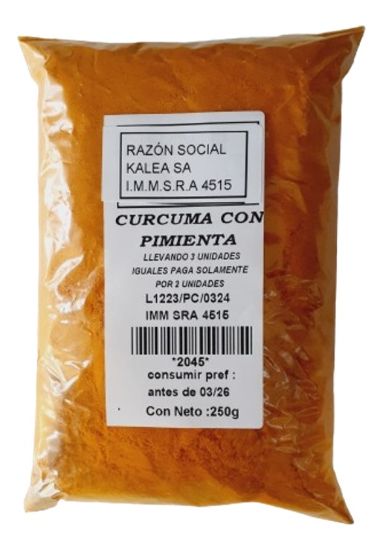 RAZÓN SOCIAL
KALEA SA
I.M.M.S.R.A 4515
CURCUMA CON
PIMIENTA
LLEVANDO 3 UNIDADES
IGUALES PAGA SOLAMENTE
POR 2 UNIDADES
L1223/PC/0324
IMM SRA 4515
*2045*
consumir pref :
antes de 03/26
Con Neto :250g